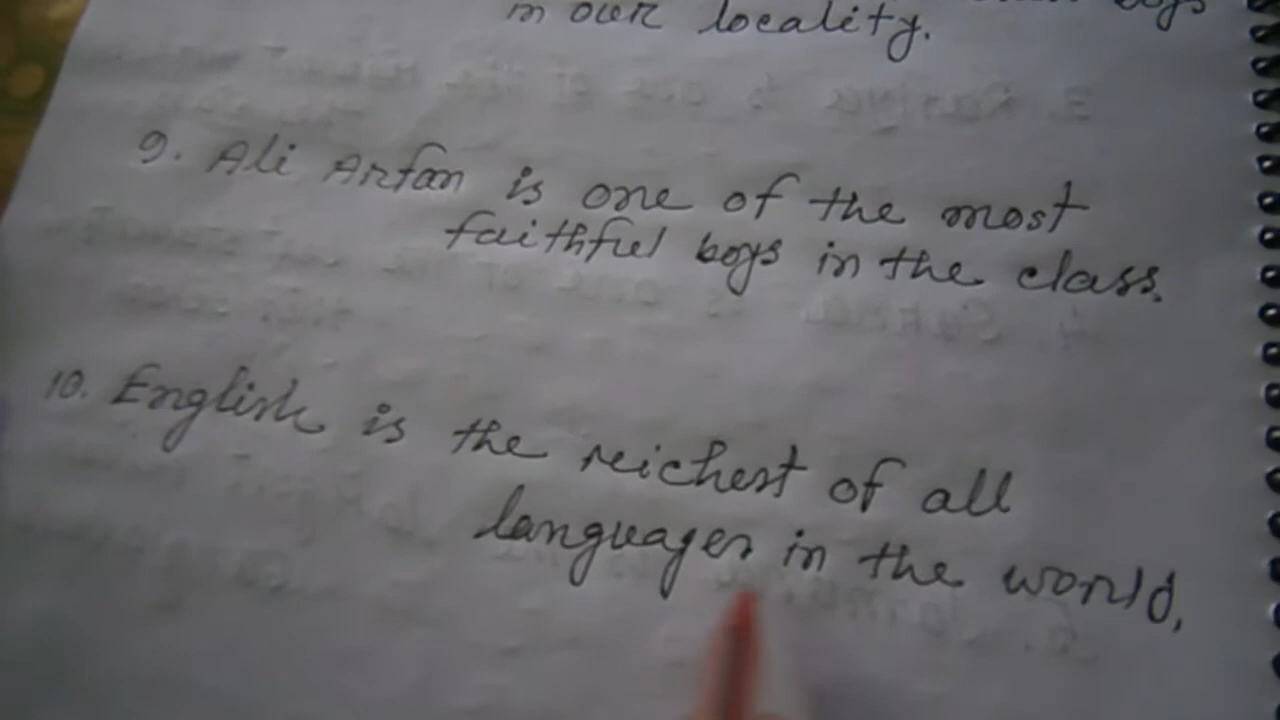 boys
in our locality.
9. Ali Arfan is one of the most
faithful boys in the class.
10. English is the richest of all
languages in the world,